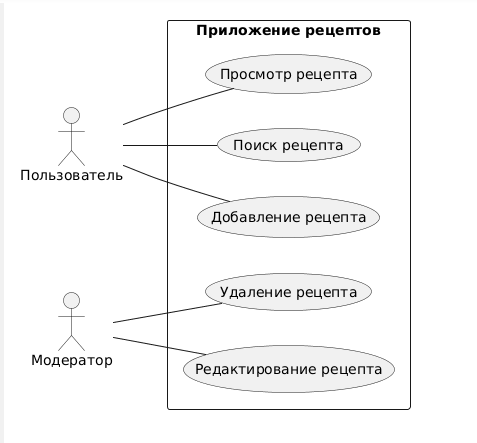 Приложение рецептов
Просмотр рецепта
Поиск рецепта
Пользователь
Добавление рецепта
Удаление рецепта
Модератор
Редактирование рецепта